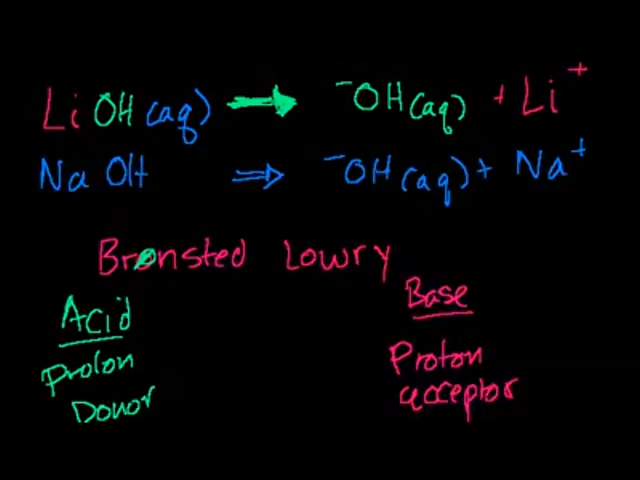 LiOH(aq) → ⁻OH(aq) + Li⁺
NaOH ⇒ ⁻OH(aq) + Na⁺
Bronsted Lowry
Acid
Proton
Donor
Base
Proton
acceptor